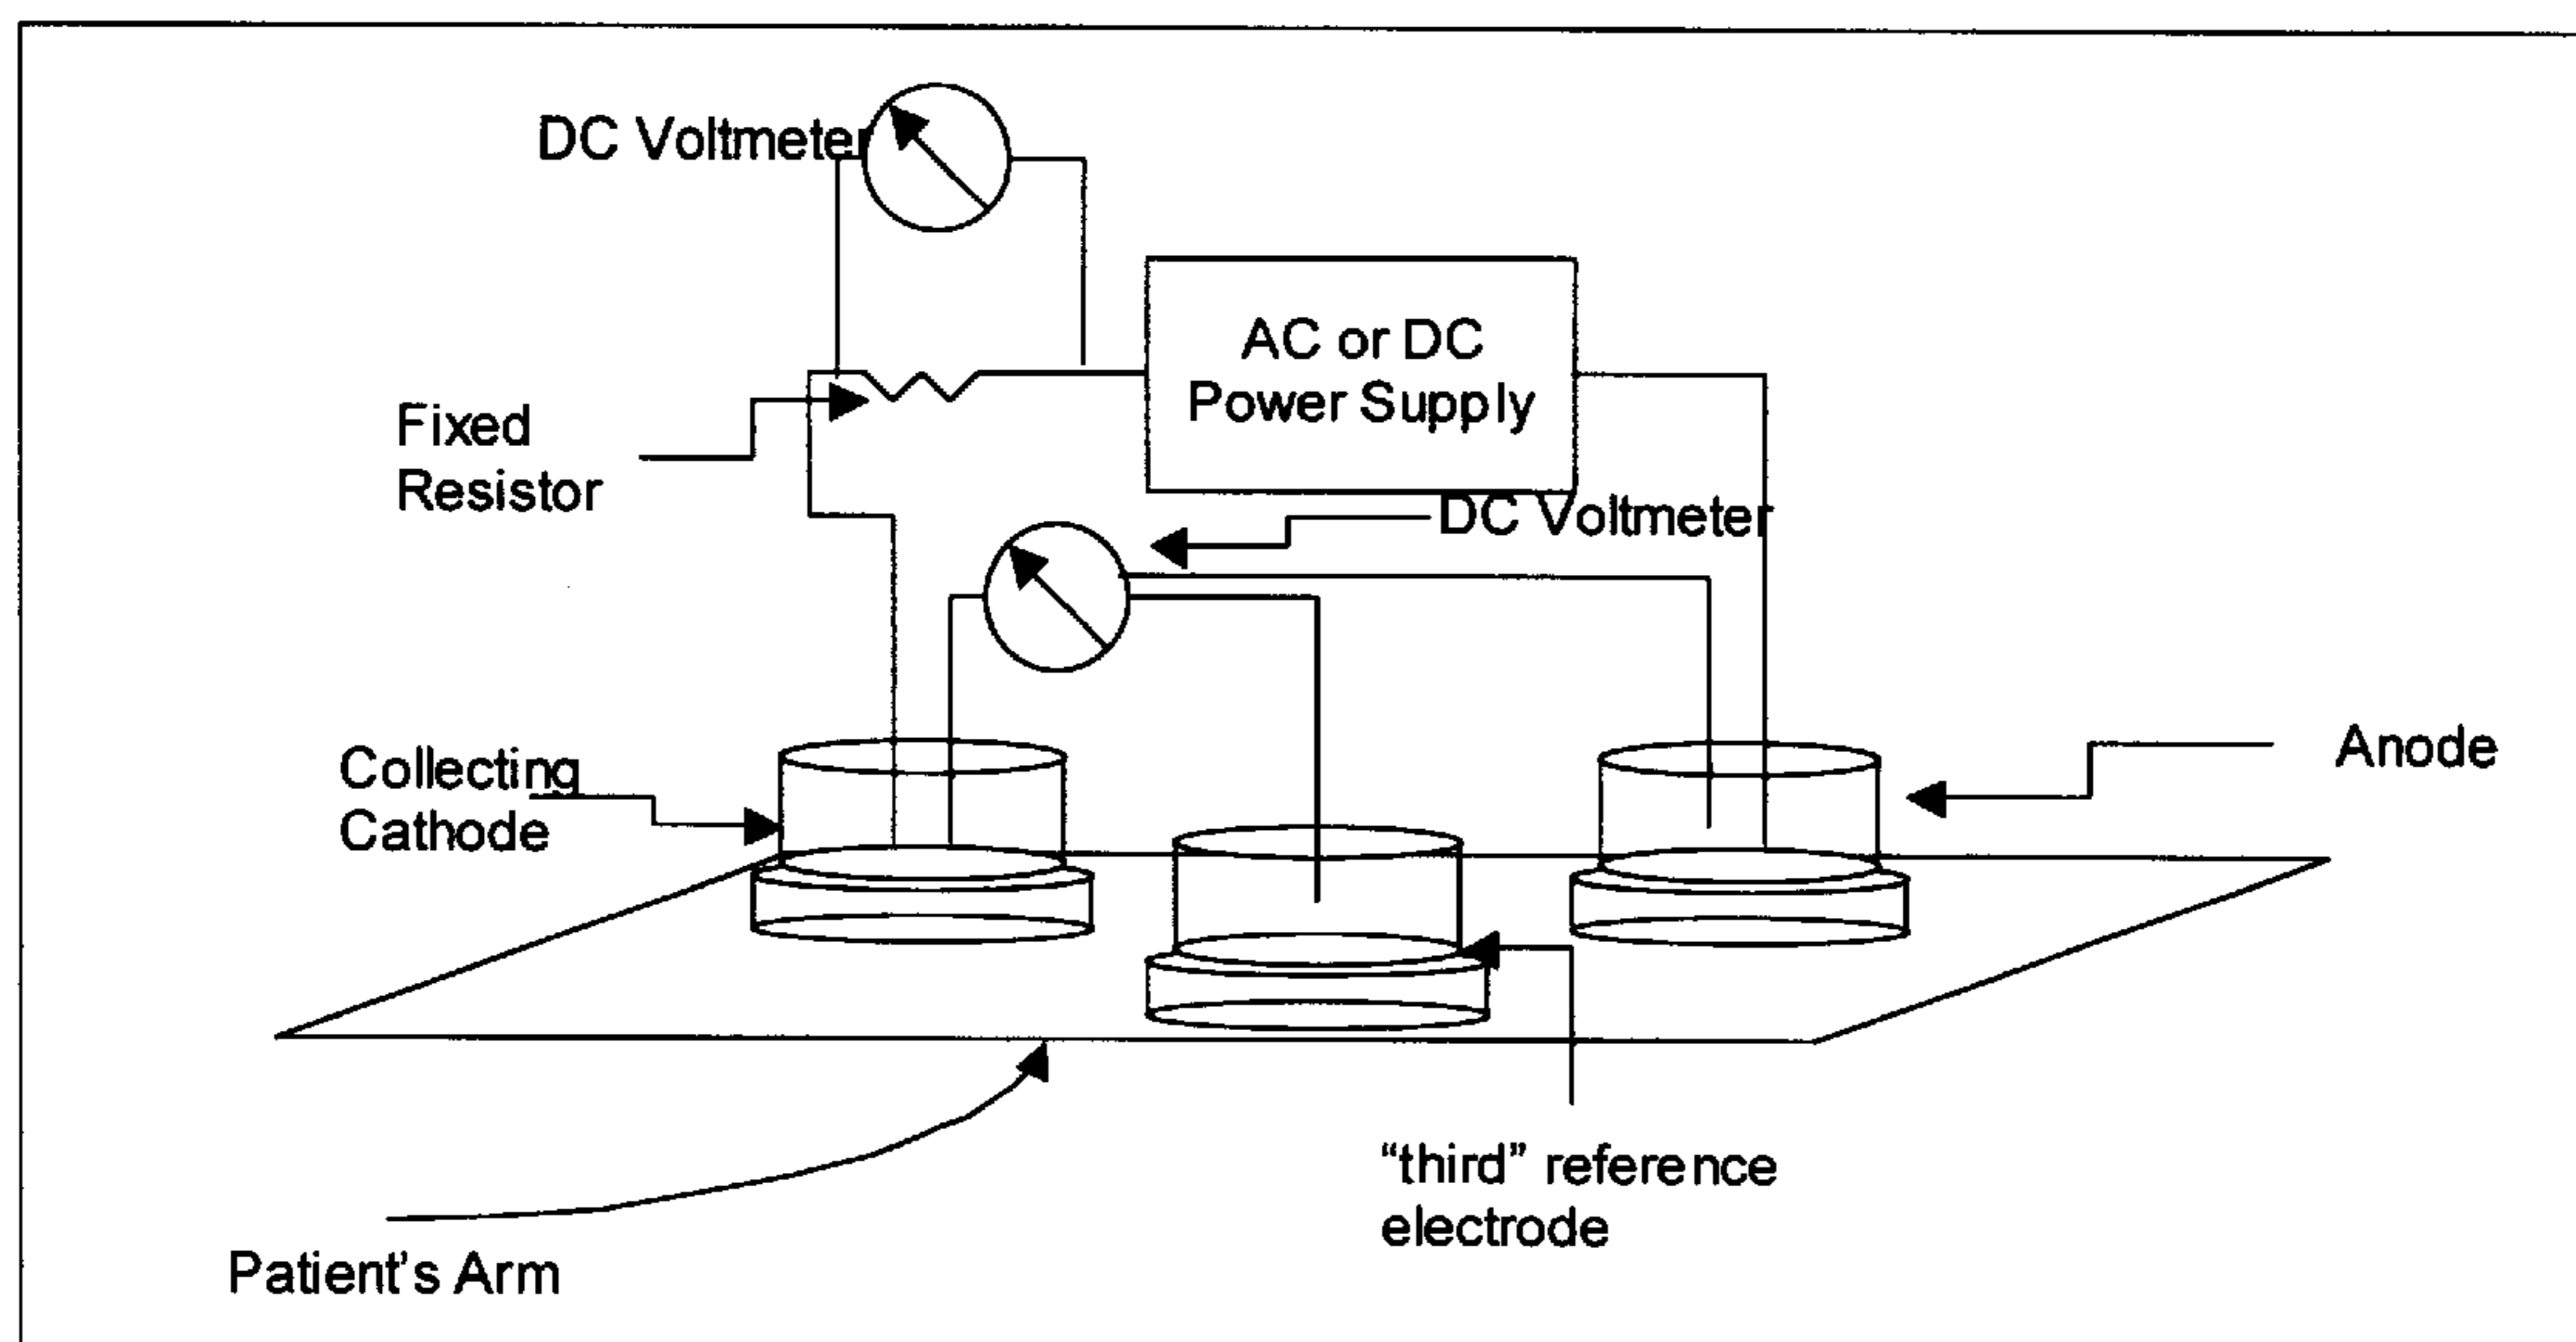 DC Voltmeter
AC or DC
Power Supply
Fixed
Resistor
DC Voltmeter
Collecting
Cathode
Anode
“third” reference
electrode
Patient’s Arm